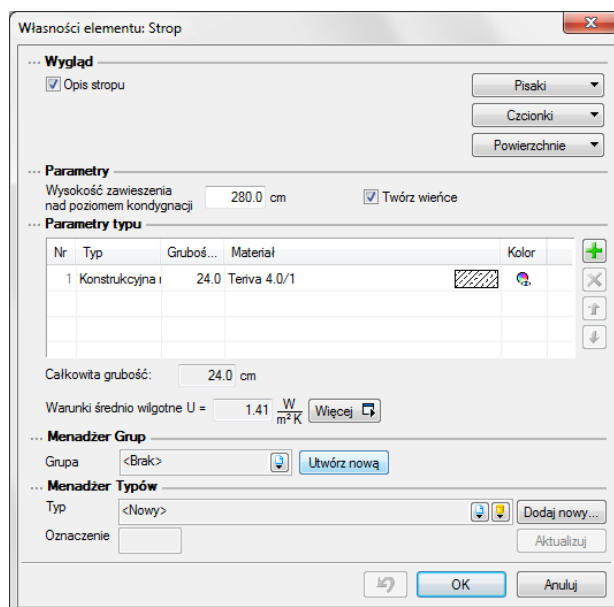 Własności elementu: Strop
Wygląd
Opis stropu
Pisaki
Czcionki
Powierzchnie
Parametry
Wysokość zawieszenia
nad poziomem kondygnacji
280.0 cm
Twórz wieńce
Parametry typu
Nr Typ Gruboś... Materiał Kolor
1 Konstrukcyjna 24.0 Teriva 4.0/1
Całkowita grubość: 24.0 cm
Warunki średnio wilgotne U = 1.41 W/m²K Więcej
Menadżer Grup
Grupa <Brak> Utwórz nową
Menadżer Typów
Typ <Nowy> Dodaj nowy...
Oznaczenie Aktualizuj
OK Anuluj